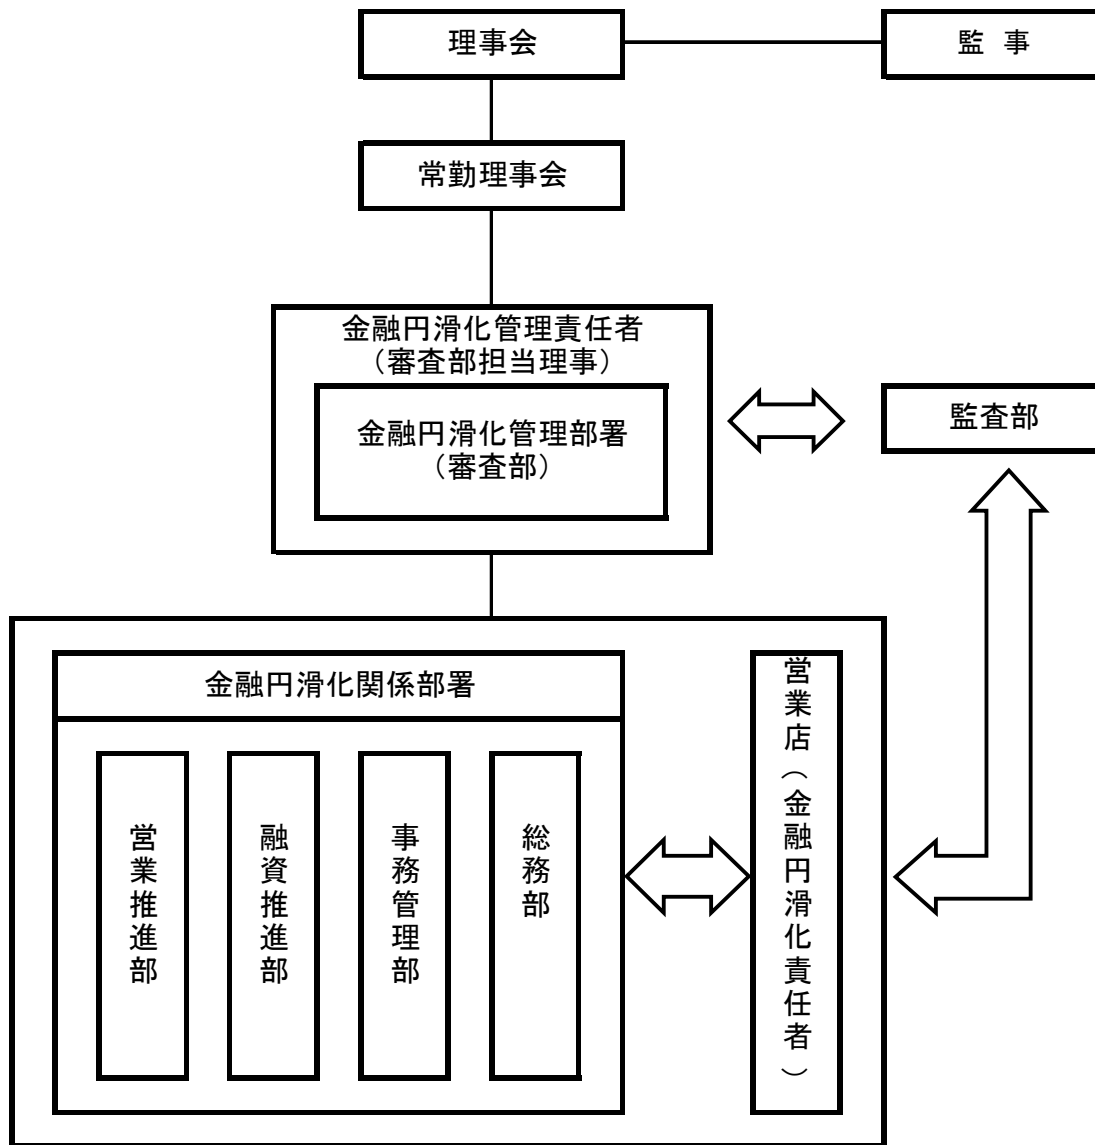 理事会
監 事
常勤理事会
金融円滑化管理責任者
（審査部担当理事）
金融円滑化管理部署
（審査部）
監査部
金融円滑化関係部署
営業推進部
融資推進部
事務管理部
総務部
営業店（金融円滑化責任者）